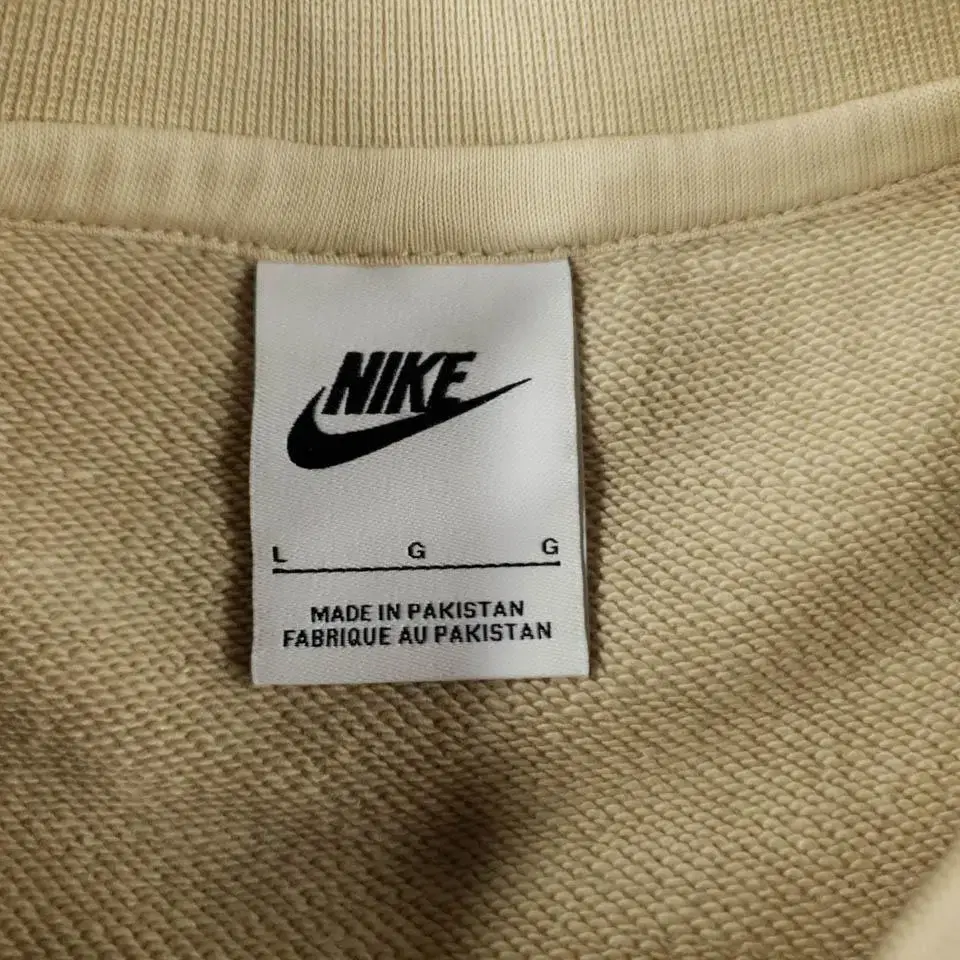 NIKE
L G G
MADE IN PAKISTAN
FABRIQUE AU PAKISTAN